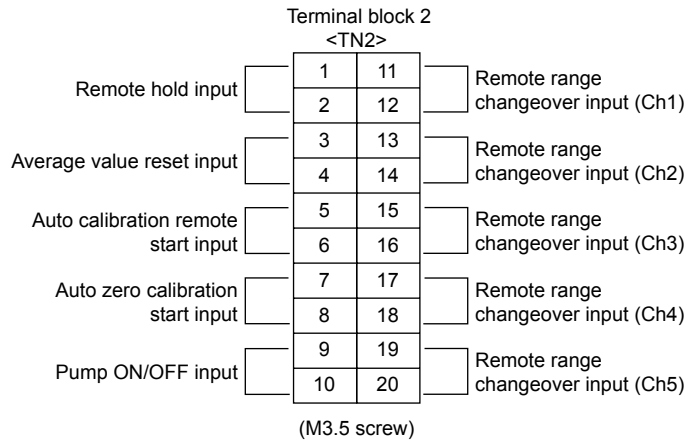 Terminal block 2
<TN2>
Remote hold input
1 11
2 12
Remote range
changeover input (Ch1)
Average value reset input
3 13
4 14
Remote range
changeover input (Ch2)
Auto calibration remote
start input
5 15
6 16
Remote range
changeover input (Ch3)
Auto zero calibration
start input
7 17
8 18
Remote range
changeover input (Ch4)
Pump ON/OFF input
9 19
10 20
Remote range
changeover input (Ch5)
(M3.5 screw)